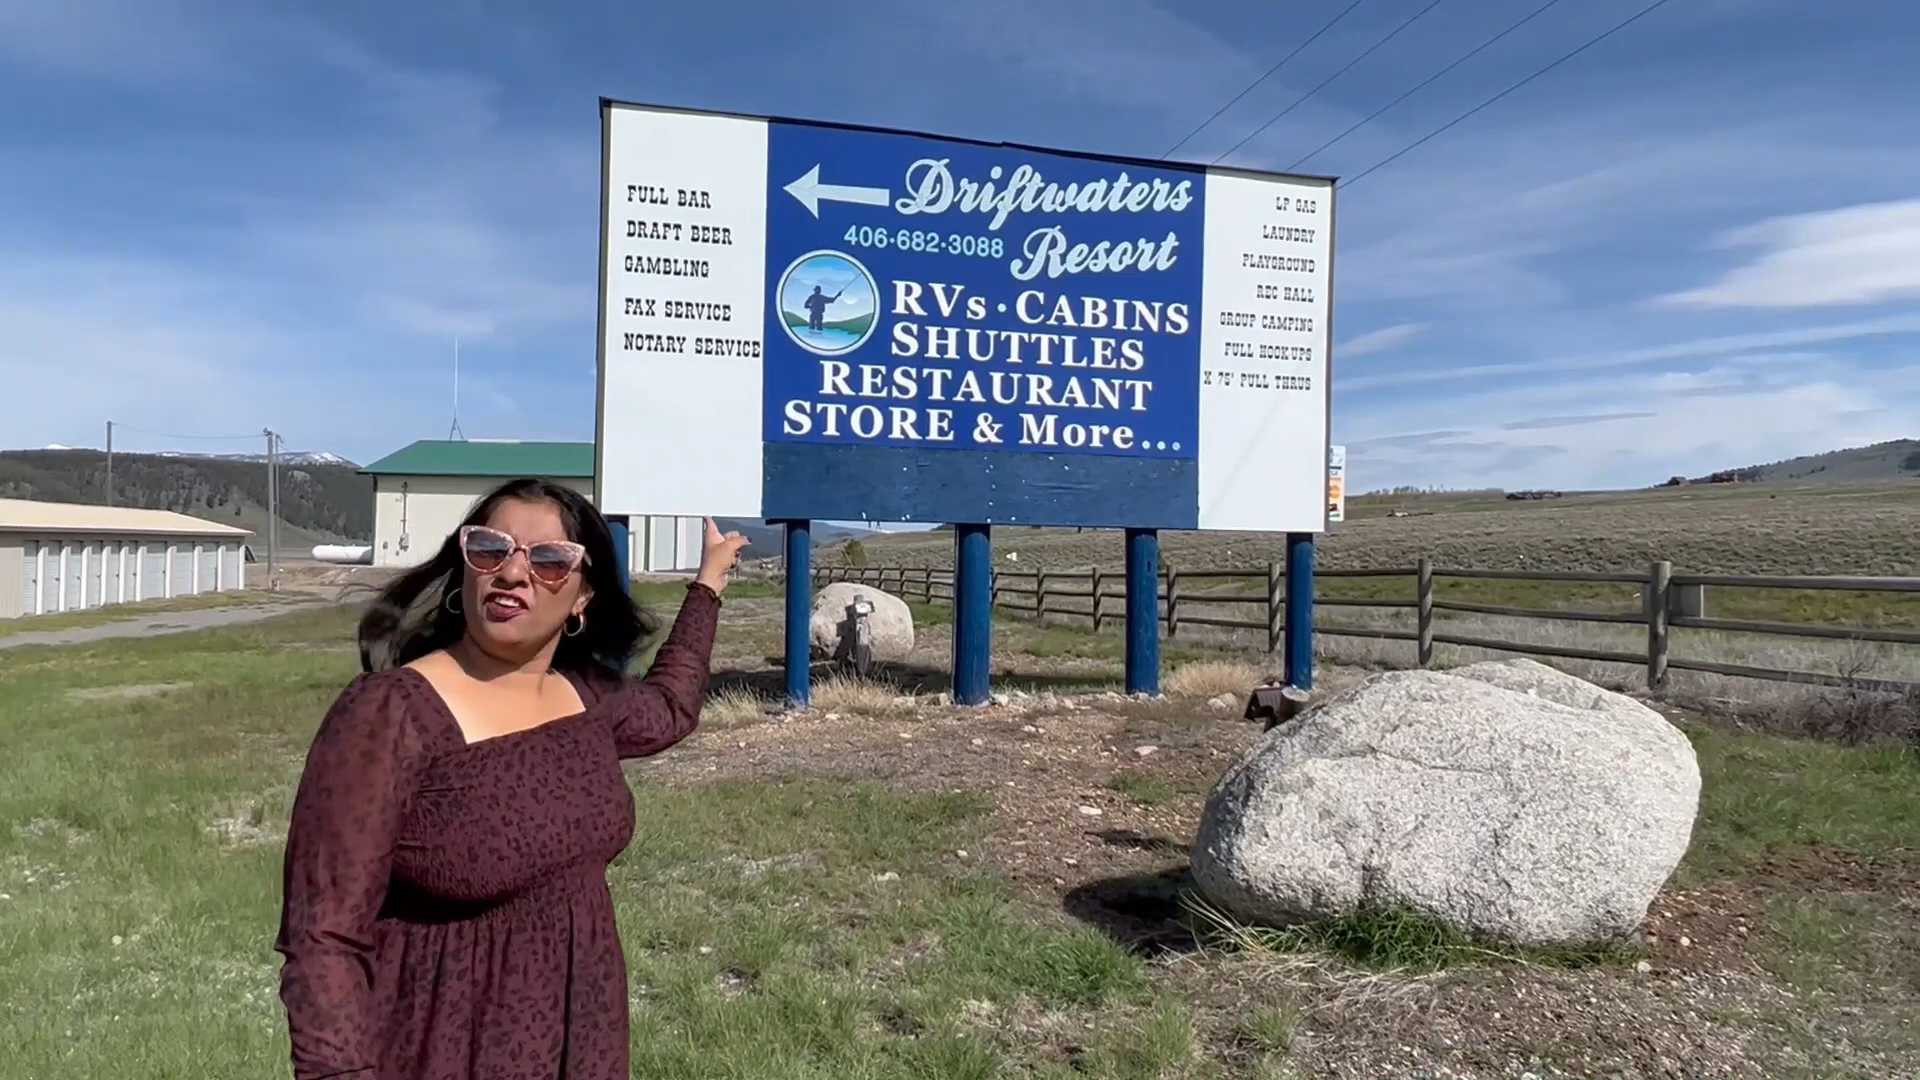 FULL BAR
DRAFT BEER
GAMBLING
FAX SERVICE
NOTARY SERVICE
Driftwaters
406·682·3088 Resort
RVs · CABINS
SHUTTLES
RESTAURANT
STORE & More...
LP GAS
LAUNDRY
PLAYGROUND
REC HALL
GROUP CAMPING
FULL HOOK-UPS
X 75' PULL THRUS